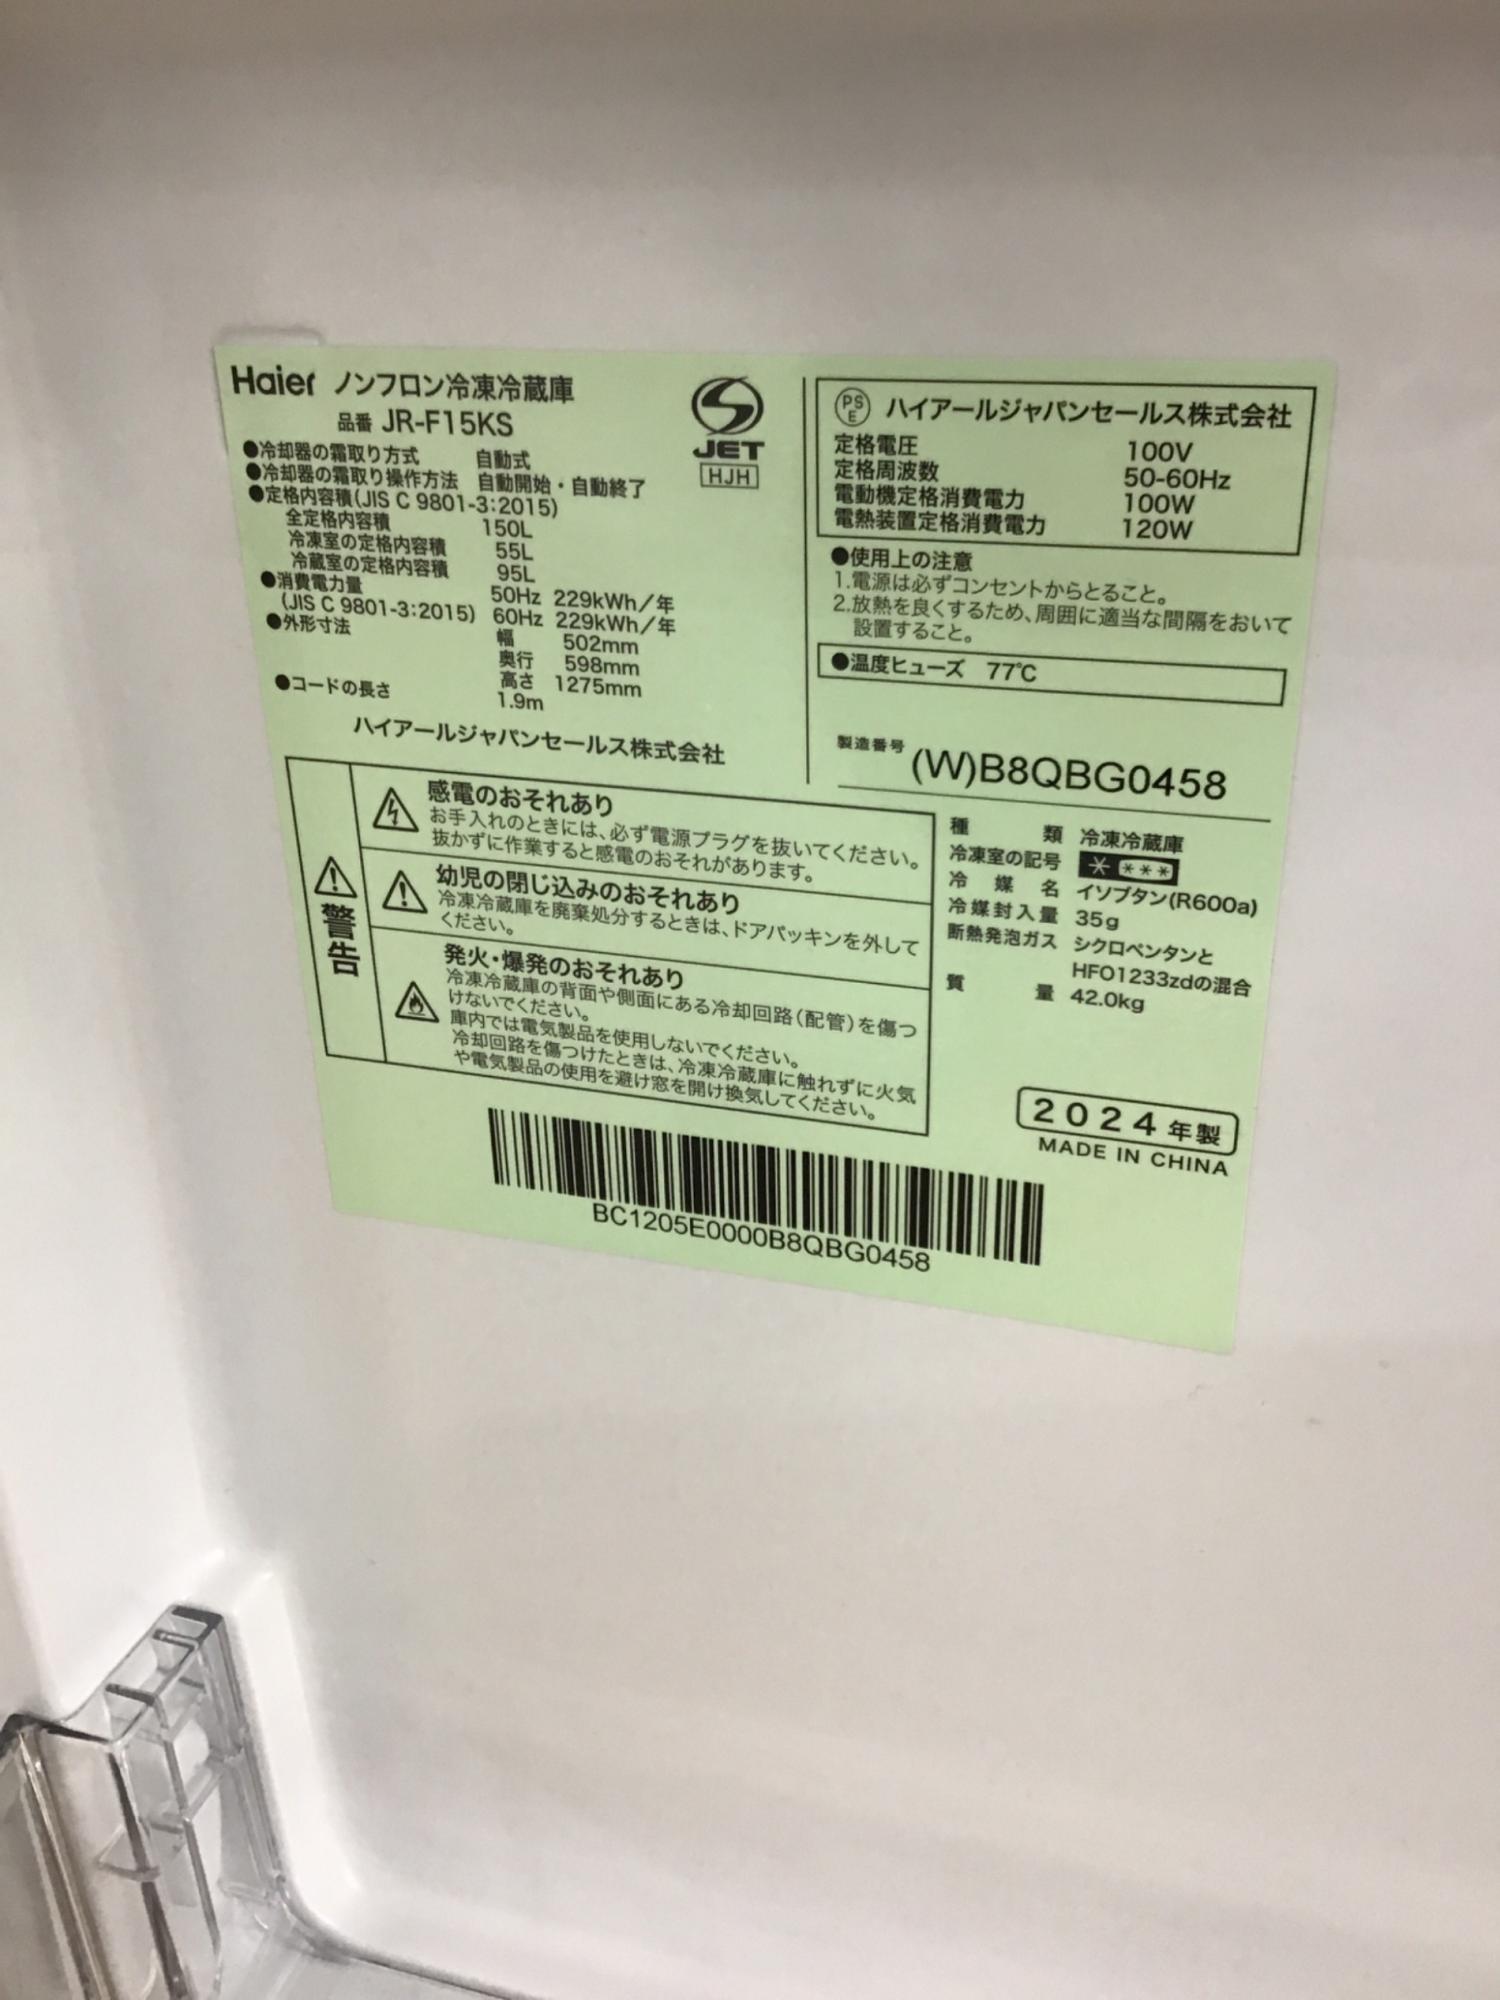 Haier ノンフロン冷凍冷蔵庫
品番 JR-F15KS
●冷却器の霜取り方式 自動式
●冷却器の霜取り操作方法 自動開始・自動終了
●定格内容積(JIS C 9801-3:2015)
全定格内容積 150L
冷凍室の定格内容積 55L
冷蔵室の定格内容積 95L
●消費電力量 50Hz 229kWh/年
(JIS C 9801-3:2015) 60Hz 229kWh/年
●外形寸法 幅 502mm
奥行 598mm
高さ 1275mm
●コードの長さ 1.9m
ハイアールジャパンセールス株式会社
JET
HJH
PS E ハイアールジャパンセールス株式会社
定格電圧 100V
定格周波数 50-60Hz
電動機定格消費電力 100W
電熱装置定格消費電力 120W
●使用上の注意
1.電源は必ずコンセントからとること。
2.放熱を良くするため、周囲に適当な間隔をおいて
設置すること。
●温度ヒューズ 77℃
製造番号 (W)B8QBG0458
警告
感電のおそれあり
お手入れのときには、必ず電源プラグを抜いてください。
抜かずに作業すると感電のおそれがあります。
幼児の閉じ込みのおそれあり
冷凍冷蔵庫を廃棄処分するときは、ドアパッキンを外して
ください。
発火・爆発のおそれあり
冷凍冷蔵庫の背面や側面にある冷却回路(配管)を傷つ
けないでください。
庫内では電気製品を使用しないでください。
冷却回路を傷つけたときは、冷凍冷蔵庫に触れずに火気
や電気製品の使用を避け窓を開け換気してください。
種類 冷凍冷蔵庫
冷凍室の記号 * ***
冷媒名 イソブタン(R600a)
冷媒封入量 35g
断熱発泡ガス シクロペンタンと
HFO1233zdの混合
質量 42.0kg
2024年製
MADE IN CHINA
BC1205E0000B8QBG0458